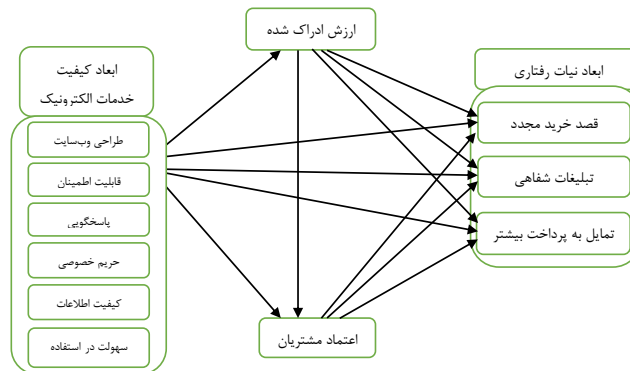 ارزش ادراک شده
ابعاد کیفیت
خدمات الکترونیک
ابعاد نیات رفتاری
طراحی وب‌سایت
قابلیت اطمینان
پاسخگویی
حریم خصوصی
کیفیت اطلاعات
سهولت در استفاده
قصد خرید مجدد
تبلیغات شفاهی
تمایل به پرداخت بیشتر
اعتماد مشتریان